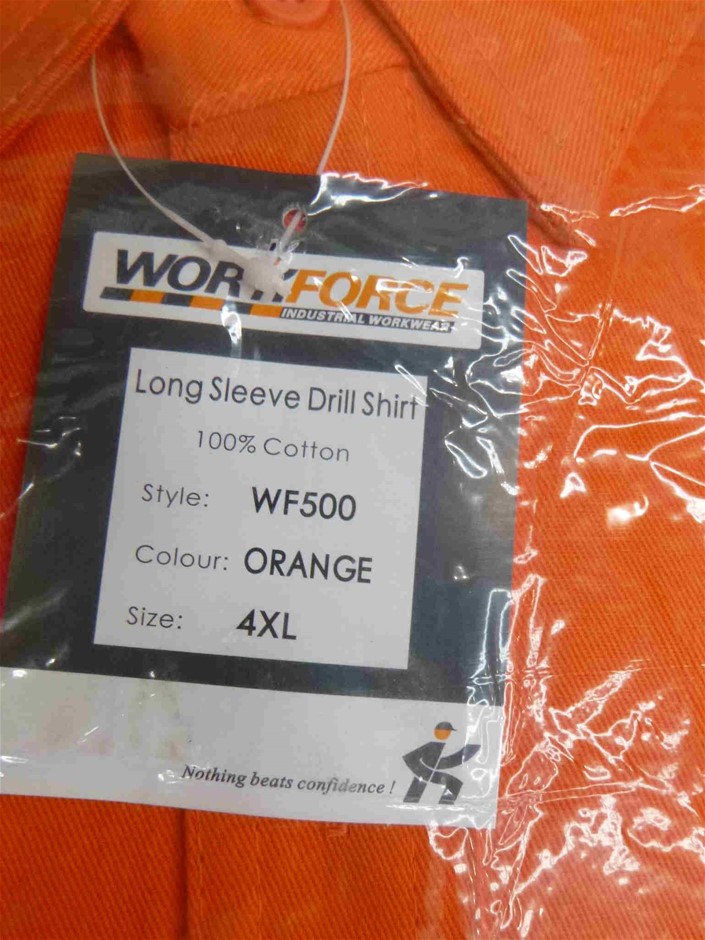 WORKFORCE
INDUSTRIAL WORKWEAR
Long Sleeve Drill Shirt
100% Cotton
Style: WF500
Colour: ORANGE
Size: 4XL
Nothing beats confidence !